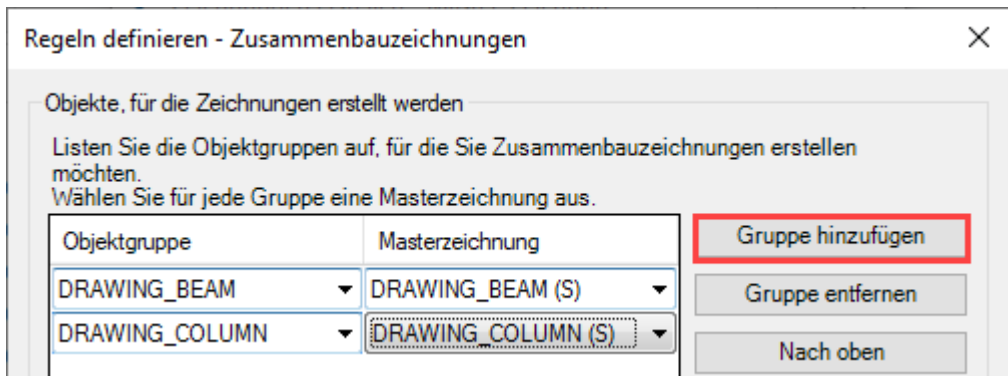 Regeln definieren - Zusammenbauzeichnungen
Objekte, für die Zeichnungen erstellt werden
Listen Sie die Objektgruppen auf, für die Sie Zusammenbauzeichnungen erstellen
möchten.
Wählen Sie für jede Gruppe eine Masterzeichnung aus.
Objektgruppe Masterzeichnung Gruppe hinzufügen
DRAWING_BEAM DRAWING_BEAM (S) Gruppe entfernen
DRAWING_COLUMN DRAWING_COLUMN (S) Nach oben